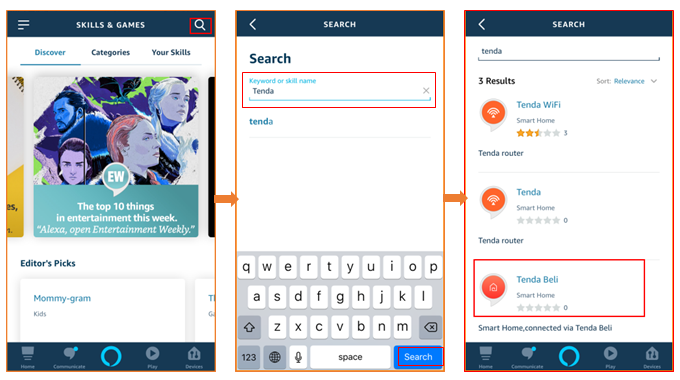 SKILLS & GAMES
Discover Categories Your Skills
es,
EW
The top 10 things
in entertainment this week.
"Alexa, open Entertainment Weekly."
Editor's Picks
Mommy-gram
Kids
Home Communicate Play Devices
SEARCH
Search
Keyword or skill name
Tenda
tenda
q w e r t y u i o p
a s d f g h j k l
z x c v b n m
123 space Search
SEARCH
tenda
3 Results Sort: Relevance
Tenda WiFi
Smart Home
3
Tenda router
Tenda
Smart Home
0
Tenda router
Tenda Beli
Smart Home
0
Smart Home,connected via Tenda Beli
Home Communicate Play Devices